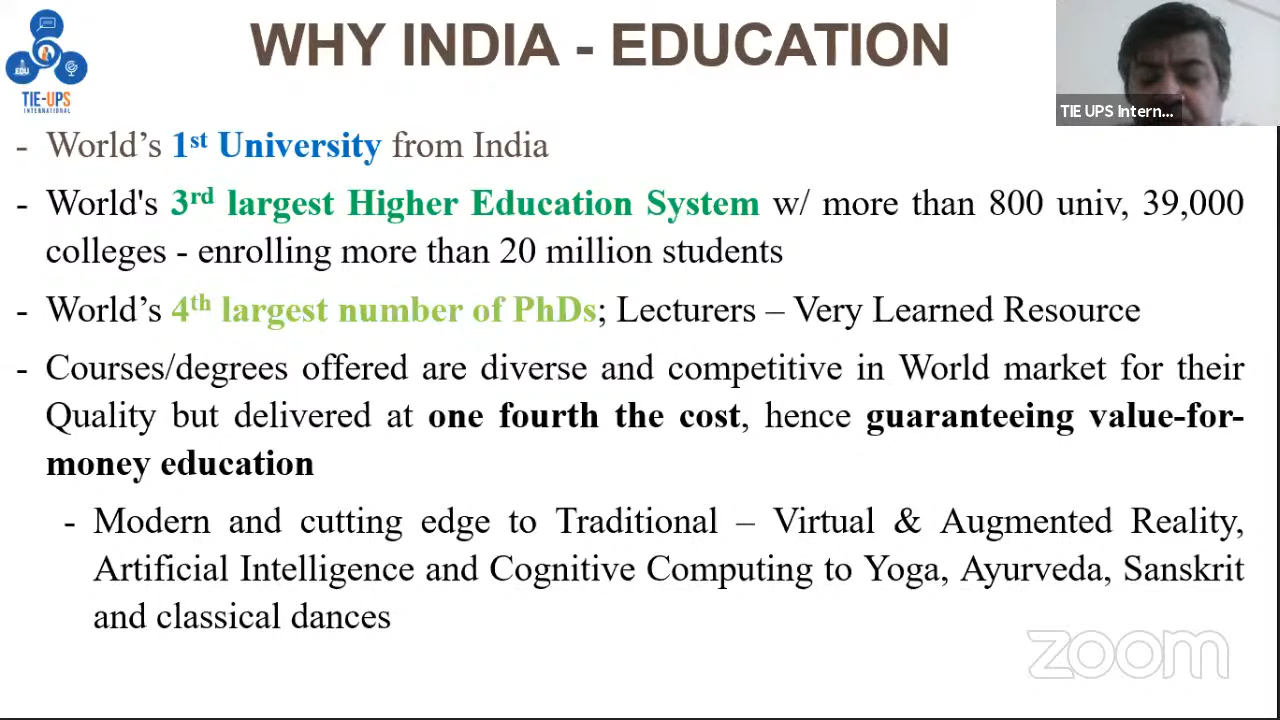 WHY INDIA - EDUCATION
EDU
TIE-UPS
INTERNATIONAL
TIE UPS Intern...
- World’s 1st University from India
- World's 3rd largest Higher Education System w/ more than 800 univ, 39,000
colleges - enrolling more than 20 million students
- World’s 4th largest number of PhDs; Lecturers – Very Learned Resource
- Courses/degrees offered are diverse and competitive in World market for their
Quality but delivered at one fourth the cost, hence guaranteeing value-for-
money education
- Modern and cutting edge to Traditional – Virtual & Augmented Reality,
Artificial Intelligence and Cognitive Computing to Yoga, Ayurveda, Sanskrit
and classical dances
zoom